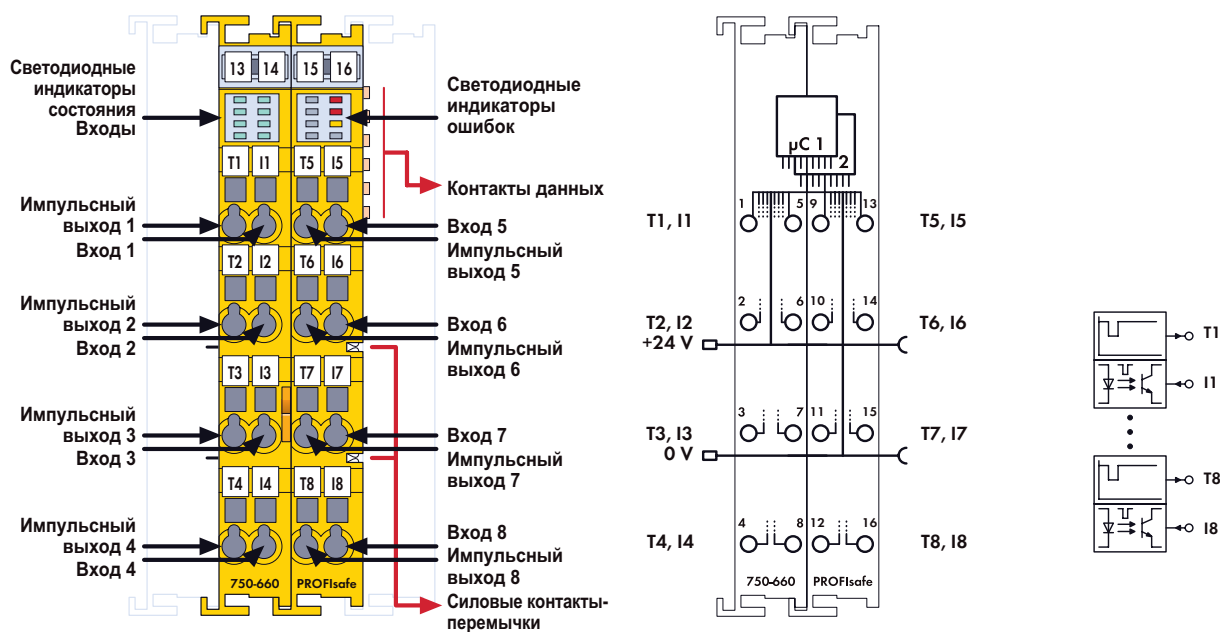 13 14 15 16
Светодиодные
индикаторы
состояния
Входы
Светодиодные
индикаторы
ошибок
T1 I1 T5 I5
Контакты данных
Импульсный
выход 1
Вход 1
Вход 5
Импульсный
выход 5
T2 I2 T6 I6
Импульсный
выход 2
Вход 2
Вход 6
Импульсный
выход 6
T3 I3 T7 I7
Импульсный
выход 3
Вход 3
Вход 7
Импульсный
выход 7
T4 I4 T8 I8
Импульсный
выход 4
Вход 4
Вход 8
Импульсный
выход 8
750-660 PROFIsafe
Силовые контакты-
перемычки
µC 1
2
1 5 9 13
T1, I1
T5, I5
2 6 10 14
T2, I2
+24 V
T6, I6
3 7 11 15
T3, I3
0 V
T7, I7
4 8 12 16
T4, I4
T8, I8
750-660 PROFIsafe
T1
I1
T8
I8